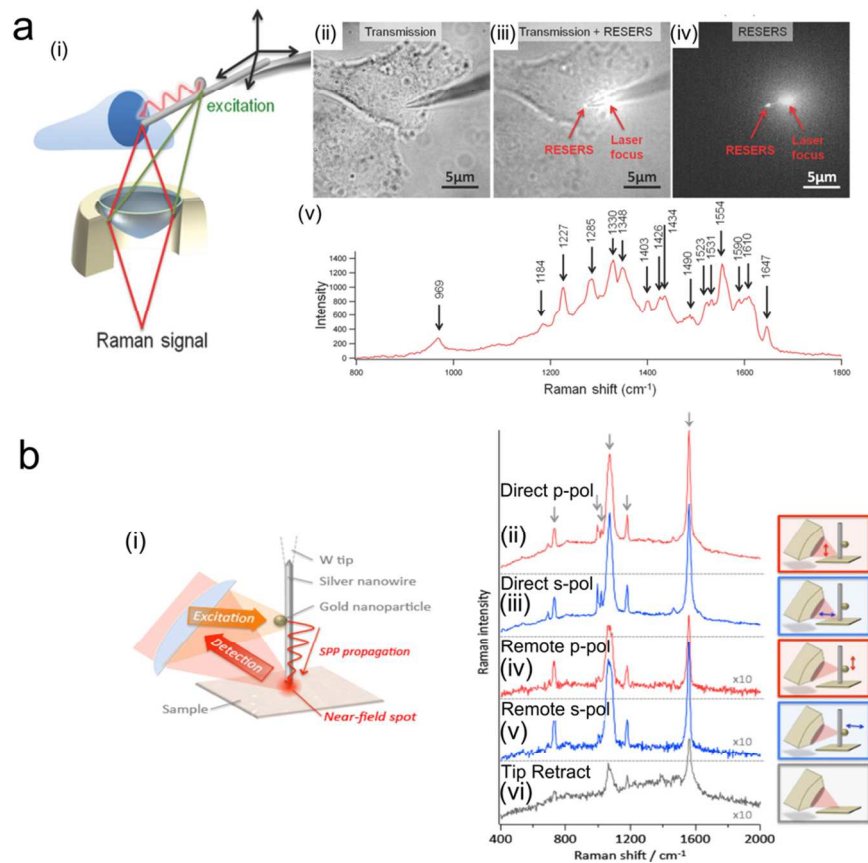 a
(i)
excitation
Raman signal
(ii)
Transmission
5μm
(iii)
Transmission + RESERS
RESERS
Laser
focus
5μm
(iv)
RESERS
RESERS
Laser
focus
5μm
(v)
Intensity
1400
1200
1000
800
600
400
200
0
969
1184
1227
1285
1330
1348
1403
1426
1434
1490
1523
1531
1554
1590
1610
1647
800
1000
1200
1400
1600
1800
Raman shift (cm⁻¹)
b
(i)
W tip
Silver nanowire
Gold nanoparticle
Excitation
Detection
SPP propagation
Sample
Near-field spot
Raman intensity
Direct p-pol
(ii)
Direct s-pol
(iii)
Remote p-pol
(iv)
x10
Remote s-pol
(v)
x10
Tip Retract
(vi)
x10
400
800
1200
1600
2000
Raman shift / cm⁻¹